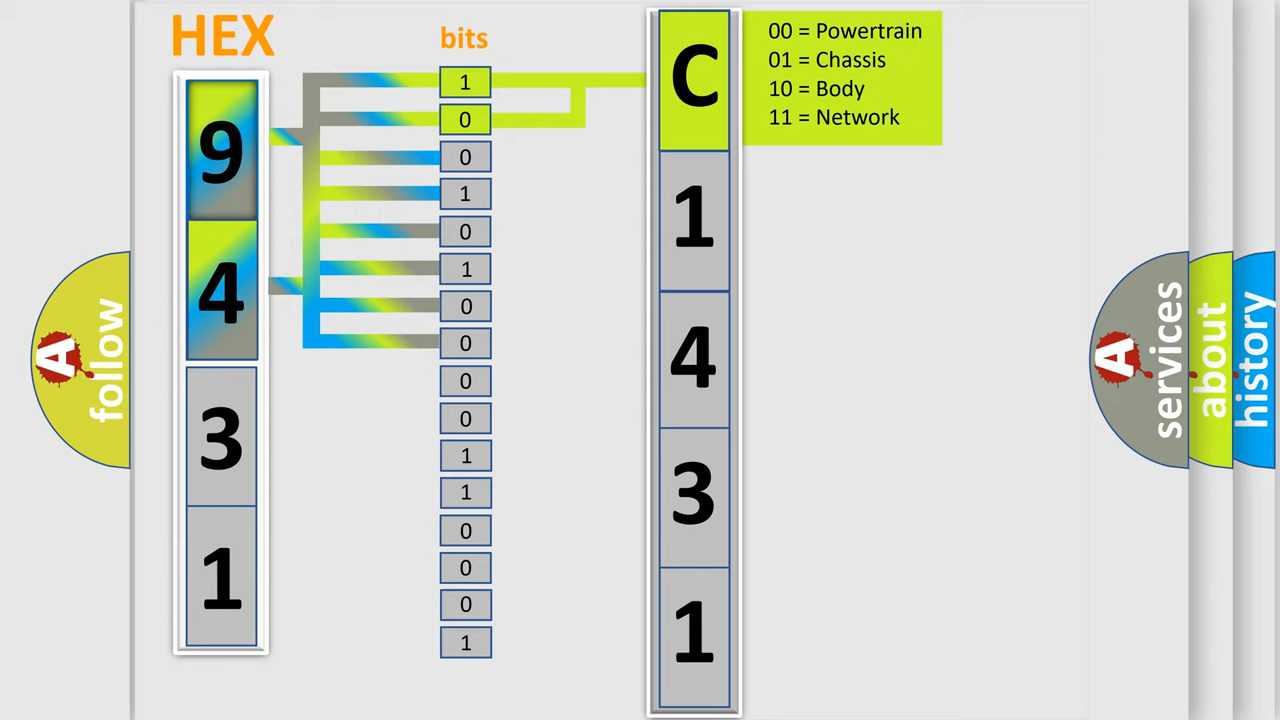 HEX
9
4
3
1
bits
1
0
0
1
0
1
0
0
0
0
1
1
0
0
0
1
C
1
4
3
1
00 = Powertrain
01 = Chassis
10 = Body
11 = Network
A
follow
A
services
about
history